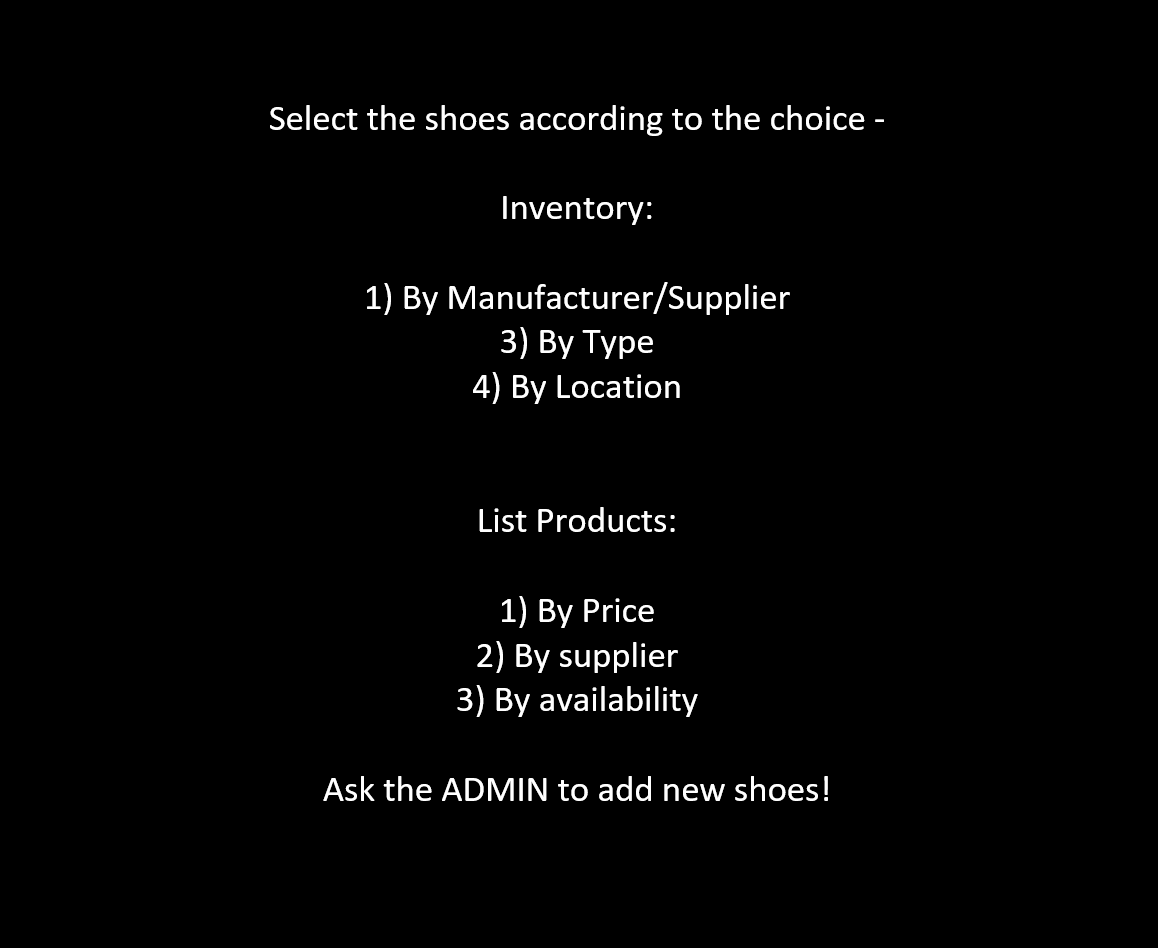 Select the shoes according to the choice -
Inventory:
1) By Manufacturer/Supplier
3) By Type
4) By Location
List Products:
1) By Price
2) By supplier
3) By availability
Ask the ADMIN to add new shoes!